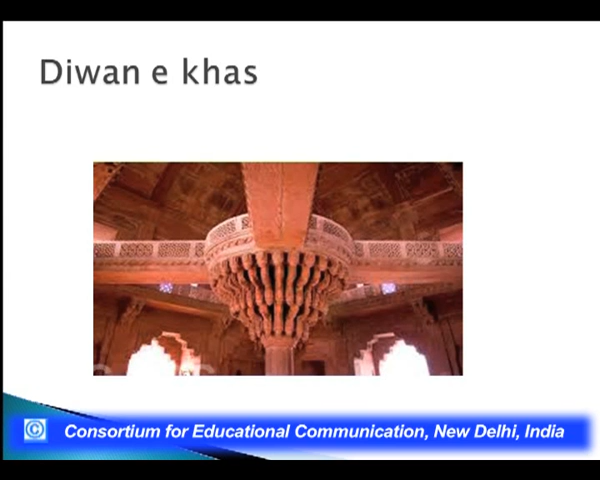 Diwan e khas
© Consortium for Educational Communication, New Delhi, India